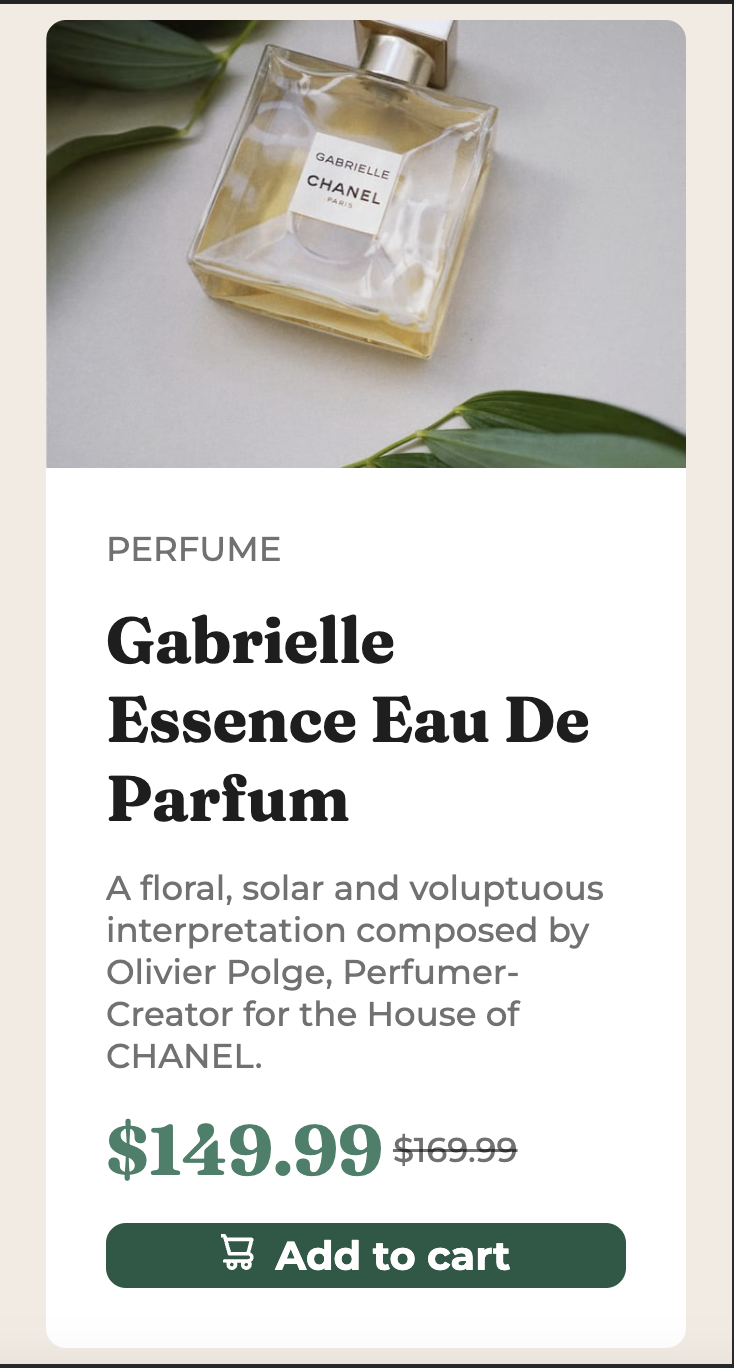 GABRIELLE
CHANEL
PARIS
PERFUME
Gabrielle
Essence Eau De
Parfum
A floral, solar and voluptuous
interpretation composed by
Olivier Polge, Perfumer-
Creator for the House of
CHANEL.
$149.99 $169.99
Add to cart